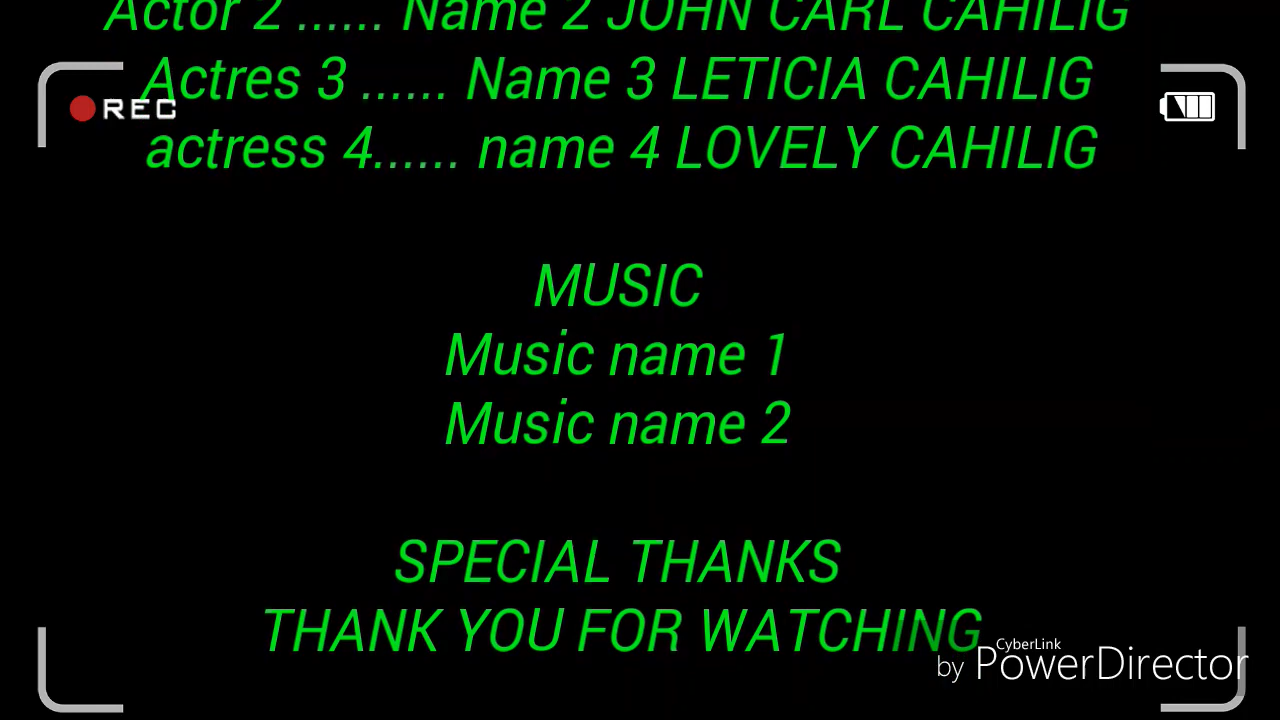 Actor 2 ...... Name 2 JOHN CARL CAHILIG
Actres 3 ...... Name 3 LETICIA CAHILIG
REC
actress 4...... name 4 LOVELY CAHILIG
MUSIC
Music name 1
Music name 2
SPECIAL THANKS
THANK YOU FOR WATCHING
CyberLink
by PowerDirector